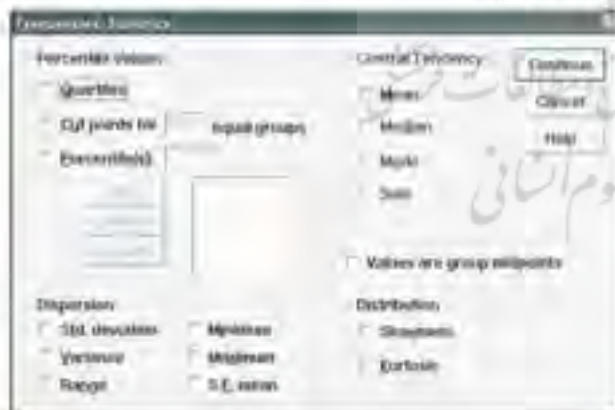 Frequencies: Statistics
Percentile Values
Quartiles
Cut points for equal groups
Percentile(s)
Central Tendency
Mean
Median
Mode
Sum
Continue
Cancel
Help
Values are group midpoints
Dispersion
Std. deviation
Variance
Range
Minimum
Maximum
S.E. mean
Distribution
Skewness
Kurtosis